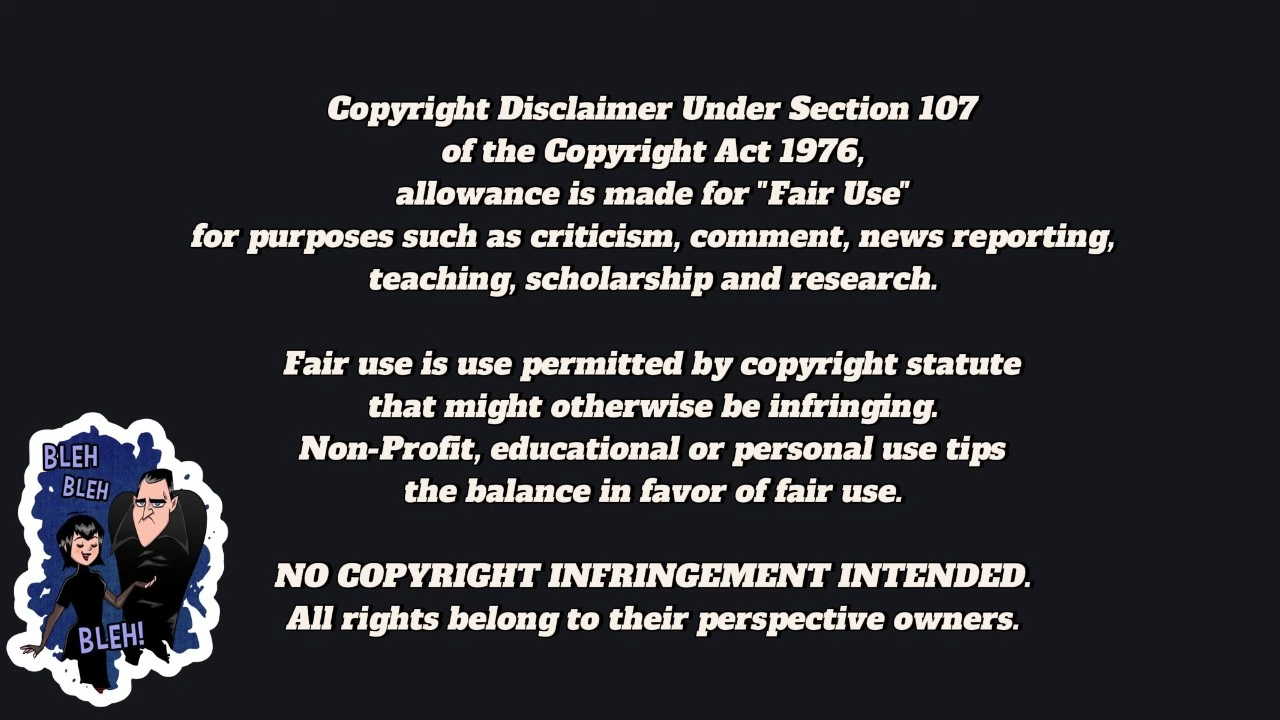 Copyright Disclaimer Under Section 107
of the Copyright Act 1976,
allowance is made for "Fair Use"
for purposes such as criticism, comment, news reporting,
teaching, scholarship and research.
Fair use is use permitted by copyright statute
that might otherwise be infringing.
Non-Profit, educational or personal use tips
the balance in favor of fair use.
NO COPYRIGHT INFRINGEMENT INTENDED.
All rights belong to their perspective owners.
BLEH
BLEH
BLEH!